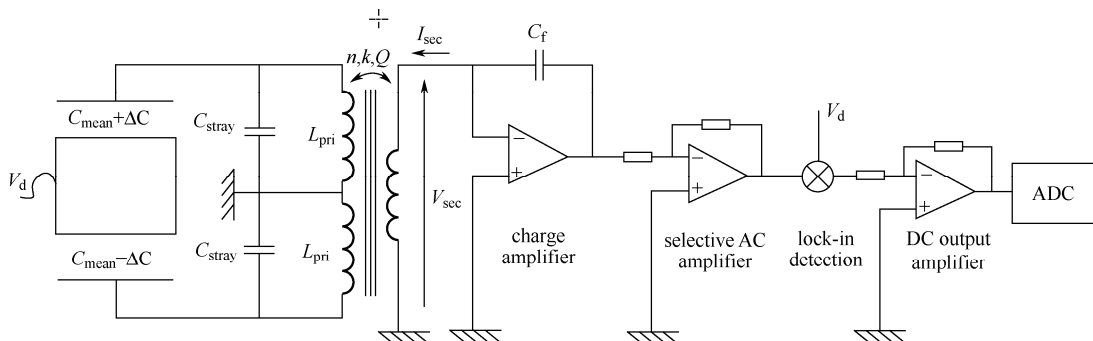 I_sec
C_f
n,k,Q
C_mean+ΔC
C_stray
L_pri
V_d
V_d
V_sec
ADC
C_mean−ΔC
C_stray
L_pri
charge
amplifier
selective AC
amplifier
lock-in
detection
DC output
amplifier
−
+
−
+
−
+